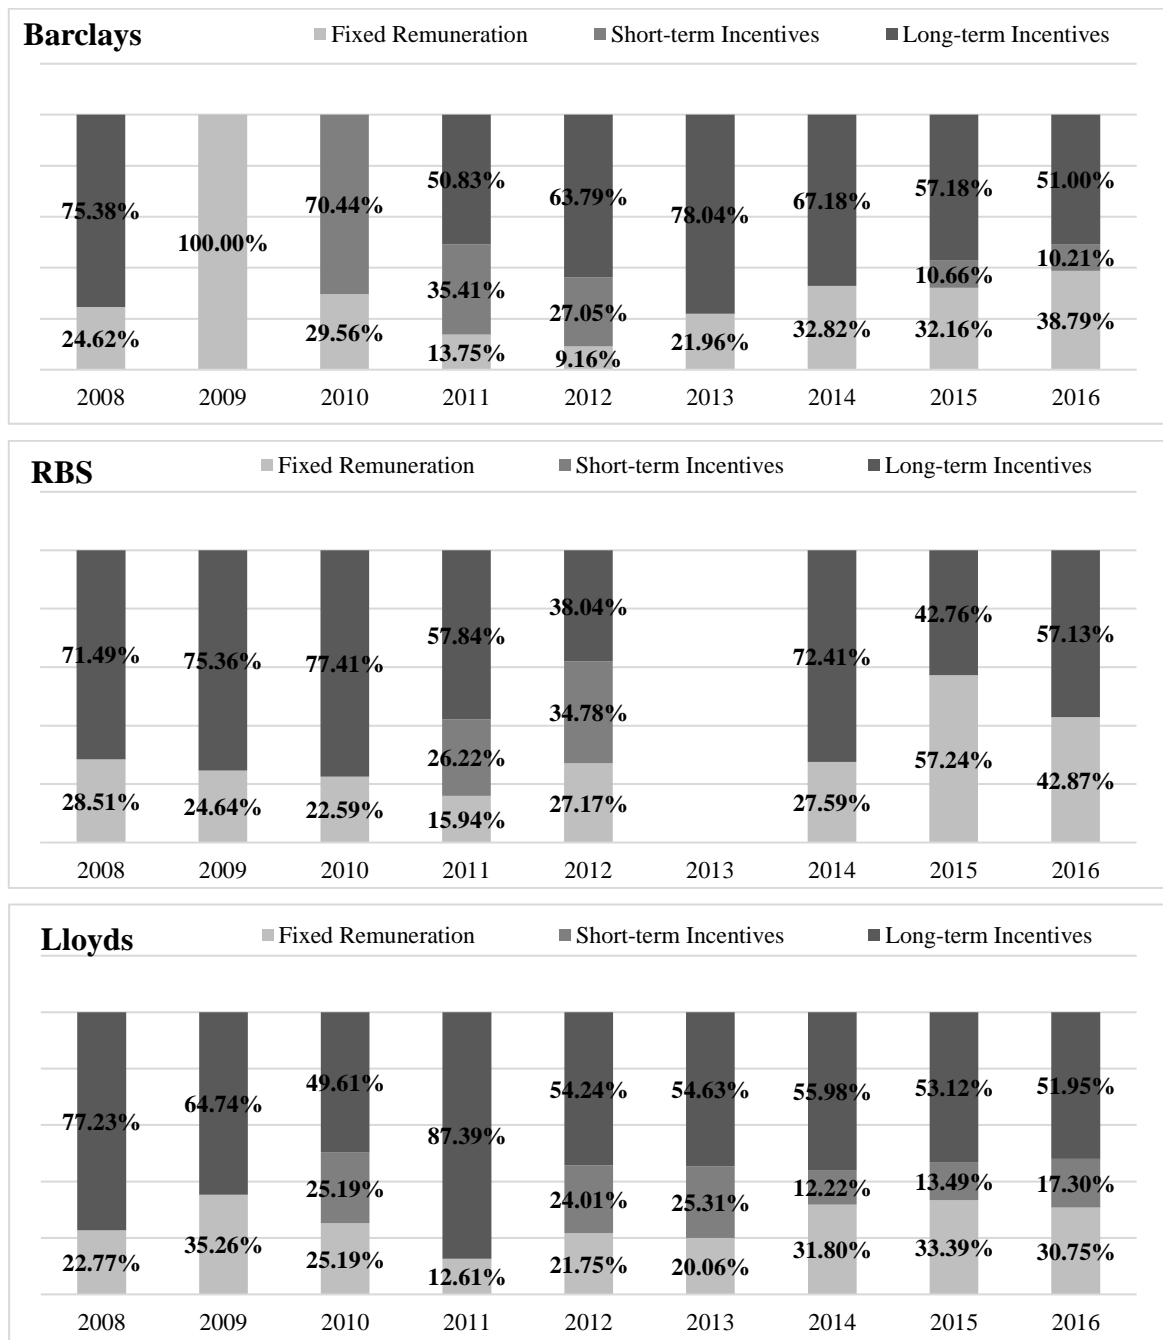 Barclays
Fixed Remuneration Short-term Incentives Long-term Incentives
75.38% 100.00% 70.44% 50.83% 63.79% 78.04% 67.18% 57.18% 51.00%
35.41% 27.05% 10.66% 10.21%
24.62% 29.56% 13.75% 9.16% 21.96% 32.82% 32.16% 38.79%
2008 2009 2010 2011 2012 2013 2014 2015 2016
RBS
Fixed Remuneration Short-term Incentives Long-term Incentives
71.49% 75.36% 77.41% 57.84% 38.04% 72.41% 42.76% 57.13%
26.22% 34.78%
28.51% 24.64% 22.59% 15.94% 27.17% 27.59% 57.24% 42.87%
2008 2009 2010 2011 2012 2013 2014 2015 2016
Lloyds
Fixed Remuneration Short-term Incentives Long-term Incentives
77.23% 64.74% 49.61% 87.39% 54.24% 54.63% 55.98% 53.12% 51.95%
25.19% 24.01% 25.31% 12.22% 13.49% 17.30%
22.77% 35.26% 25.19% 12.61% 21.75% 20.06% 31.80% 33.39% 30.75%
2008 2009 2010 2011 2012 2013 2014 2015 2016